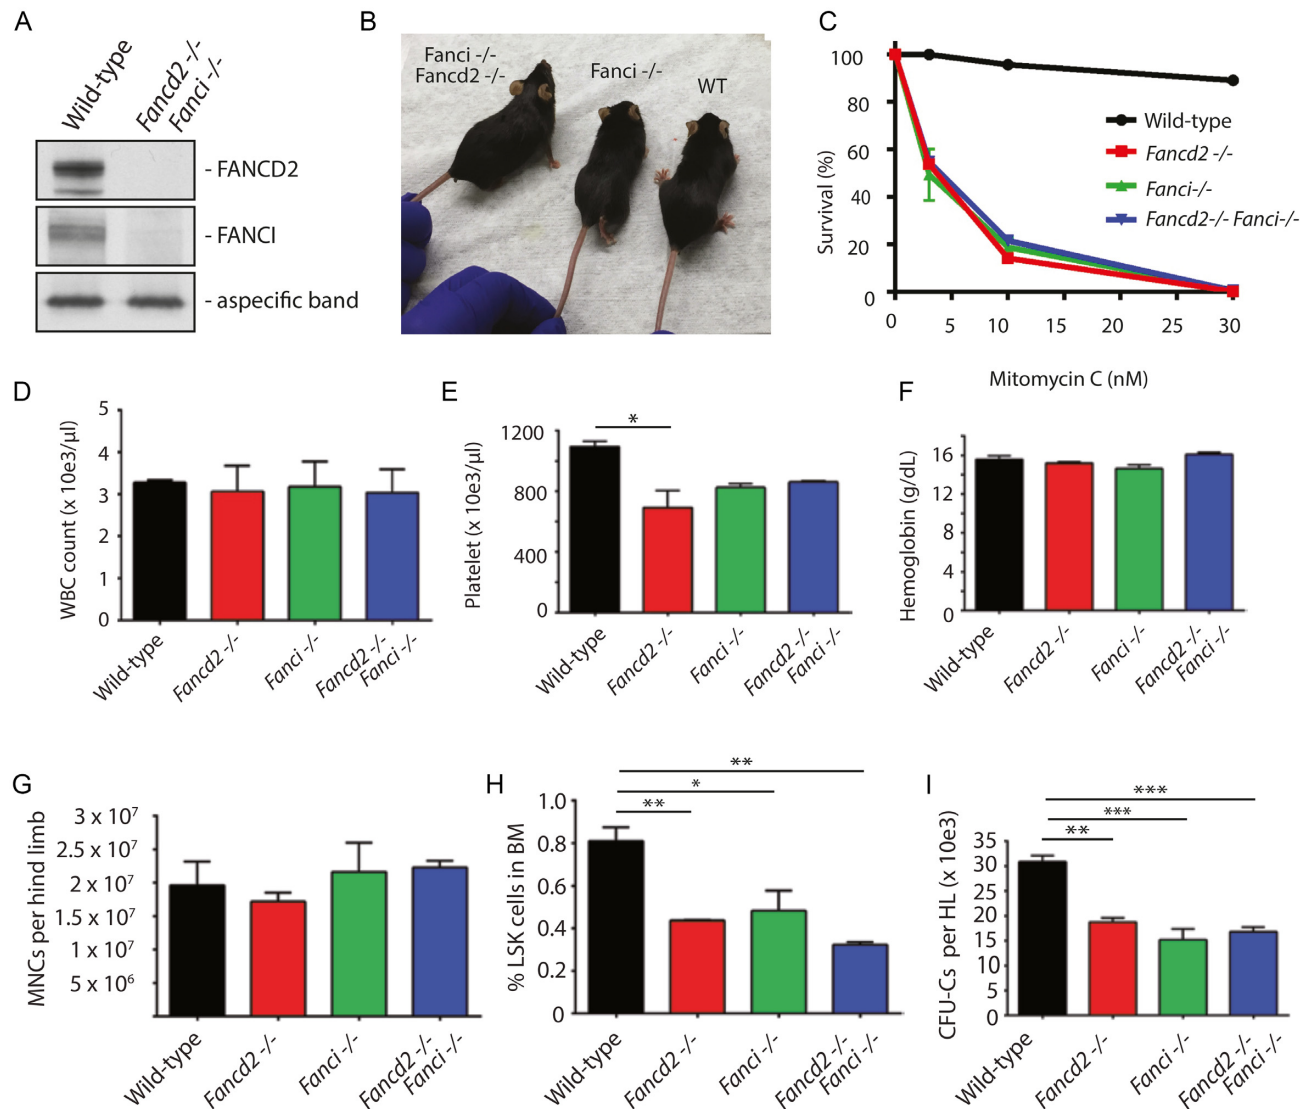 A
Wild-type
Fancd2 -/-
Fanci -/-
- FANCD2
- FANCI
- aspecific band
B
Fanci -/-
Fancd2 -/-
Fanci -/-
WT
C
100
80
60
40
20
0
Survival (%)
0 5 10 15 20 25 30
Mitomycin C (nM)
Wild-type
Fancd2 -/-
Fanci-/-
Fancd2-/- Fanci-/-
D
5
4
3
2
1
0
WBC count (x 10e3/µl)
Wild-type
Fancd2 -/-
Fanci -/-
Fancd2 -/-
Fanci -/-
E
*
1200
800
400
0
Platelet (x 10e3/µl)
Wild-type
Fancd2 -/-
Fanci -/-
Fancd2 -/-
Fanci -/-
F
16
12
8
4
0
Hemoglobin (g/dL)
Wild-type
Fancd2 -/-
Fanci -/-
Fancd2 -/-
Fanci -/-
G
3 x 10⁷
2.5 x 10⁷
2 x 10⁷
1.5 x 10⁷
1 x 10⁷
5 x 10⁶
MNCs per hind limb
Wild-type
Fancd2 -/-
Fanci -/-
Fancd2 -/-
Fanci -/-
H
**
*
**
1.0
0.8
0.6
0.4
0.2
0
% LSK cells in BM
Wild-type
Fancd2 -/-
Fanci -/-
Fancd2 -/-
Fanci -/-
I
***
***
**
35
30
20
15
10
5
0
CFU-Cs per HL (x 10e3)
Wild-type
Fancd2 -/-
Fanci -/-
Fancd2 -/-
Fanci -/-